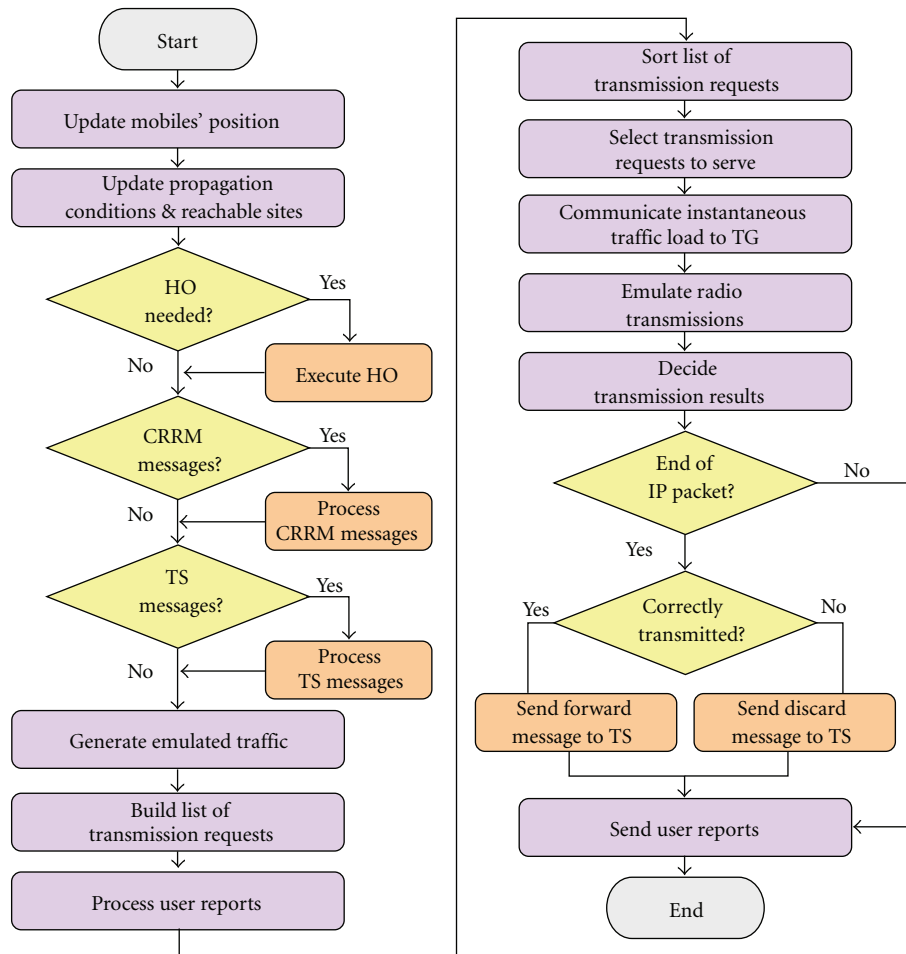 Start
Update mobiles' position
Update propagation
conditions & reachable sites
HO
needed?
Yes
No
Execute HO
CRRM
messages?
Yes
No
Process
CRRM messages
TS
messages?
Yes
No
Process
TS messages
Generate emulated traffic
Build list of
transmission requests
Process user reports
Sort list of
transmission requests
Select transmission
requests to serve
Communicate instantaneous
traffic load to TG
Emulate radio
transmissions
Decide
transmission results
End of
IP packet?
No
Yes
Correctly
transmitted?
Yes
No
Send forward
message to TS
Send discard
message to TS
Send user reports
End